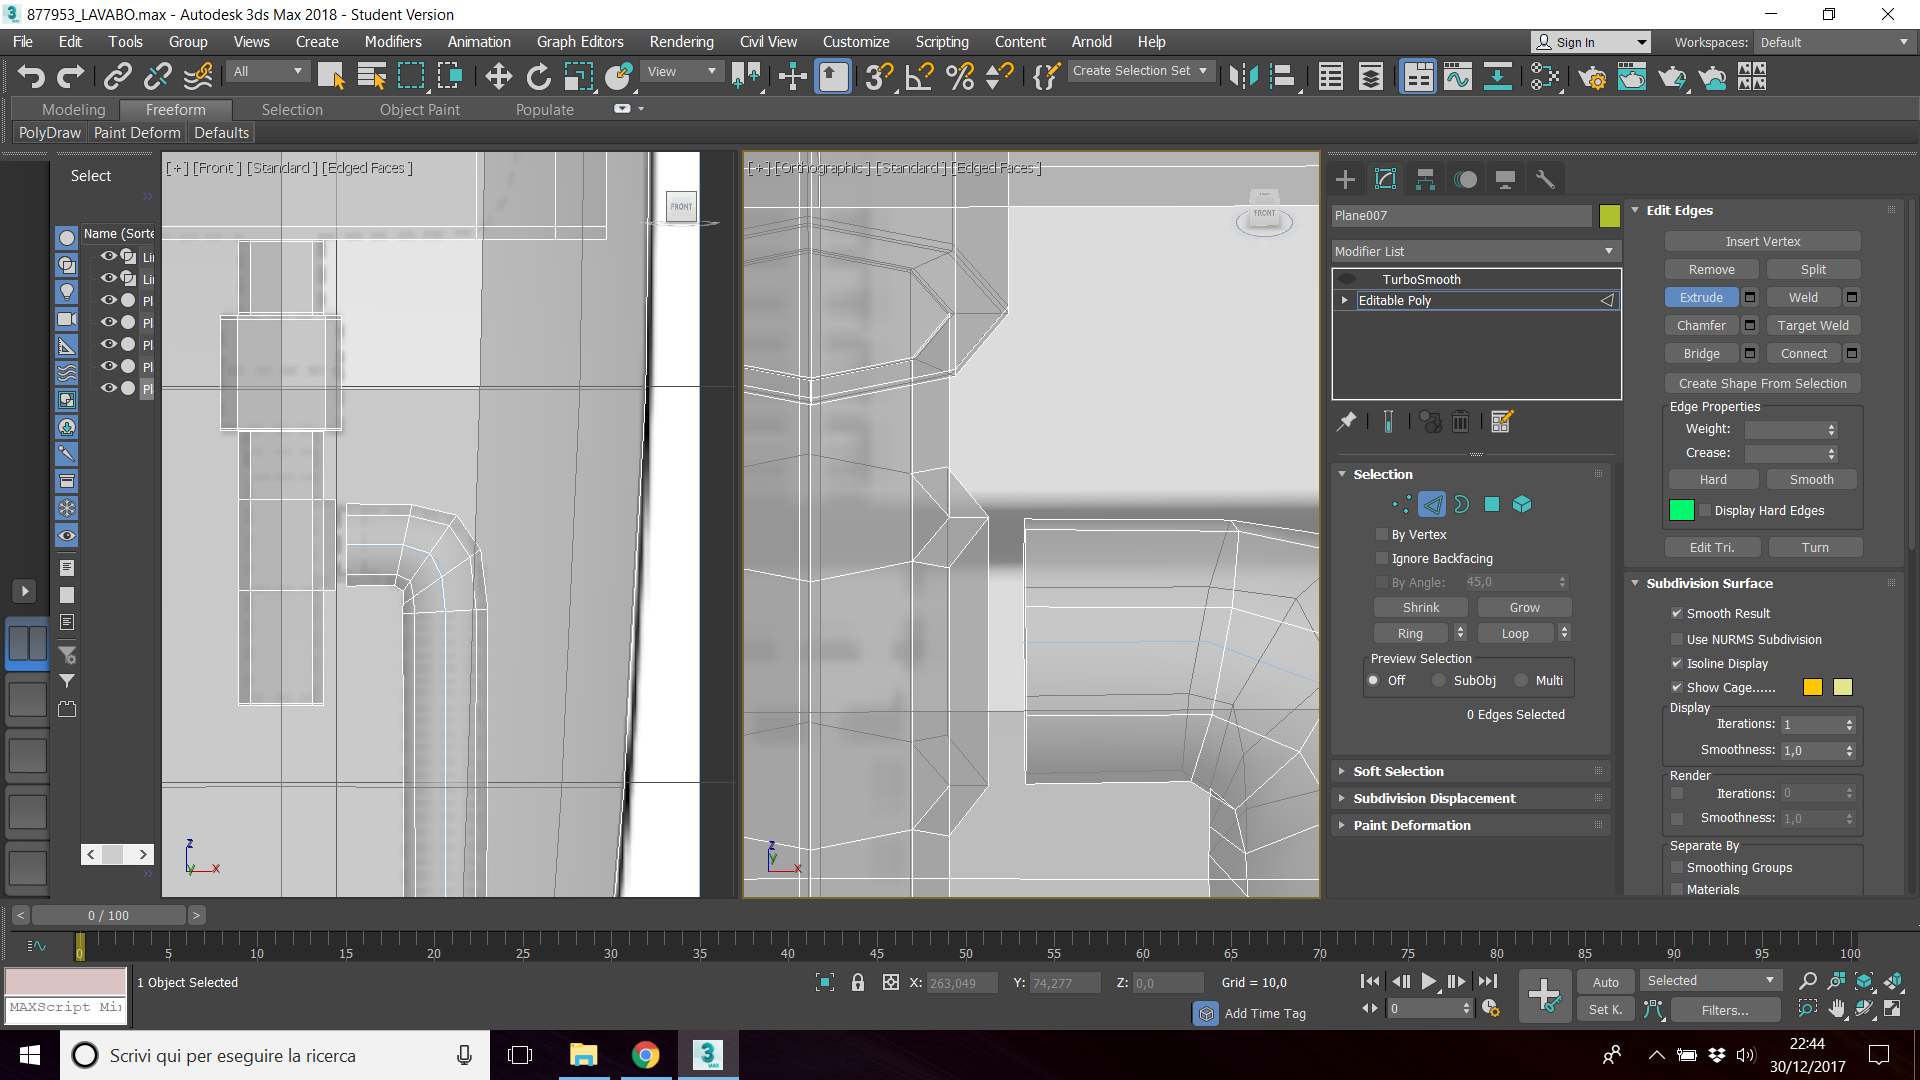 877953_LAVABO.max - Autodesk 3ds Max 2018 - Student Version
File Edit Tools Group Views Create Modifiers Animation Graph Editors Rendering Civil View Customize Scripting Content Arnold Help
Sign In Workspaces: Default
All View Create Selection Set
Modeling Freeform Selection Object Paint Populate
PolyDraw Paint Deform Defaults
Select
Name (Sorte
Li
Li
Pl
Pl
Pl
Pl
Pl
[+] [Front ] [Standard ] [Edged Faces ]
FRONT
z
y x
[+] [Orthographic ] [Standard ] [Edged Faces ]
FRONT
z
y
x
Plane007
Modifier List
TurboSmooth
Editable Poly
Selection
By Vertex
Ignore Backfacing
By Angle: 45,0
Shrink Grow
Ring Loop
Preview Selection
Off SubObj Multi
0 Edges Selected
Soft Selection
Subdivision Displacement
Paint Deformation
Edit Edges
Insert Vertex
Remove Split
Extrude Weld
Chamfer Target Weld
Bridge Connect
Create Shape From Selection
Edge Properties
Weight:
Crease:
Hard Smooth
Display Hard Edges
Edit Tri. Turn
Subdivision Surface
Smooth Result
Use NURMS Subdivision
Isoline Display
Show Cage......
Display
Iterations: 1
Smoothness: 1,0
Render
Iterations: 0
Smoothness: 1,0
Separate By
Smoothing Groups
Materials
< 0 / 100 >
0 5 10 15 20 25 30 35 40 45 50 55 60 65 70 75 80 85 90 95 100
1 Object Selected
X: 263,049 Y: 74,277 Z: 0,0 Grid = 10,0
Auto Selected
MAXScript Mi
Add Time Tag
0
Set K. Filters...
Scrivi qui per eseguire la ricerca
3
MAX
22:44
30/12/2017